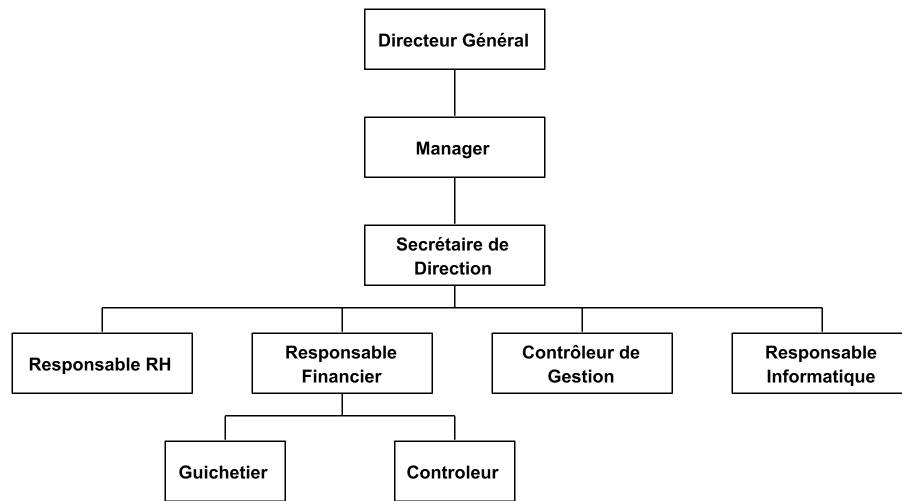 Directeur Général
Manager
Secrétaire de
Direction
Responsable RH
Responsable
Financier
Contrôleur de
Gestion
Responsable
Informatique
Guichetier
Controleur